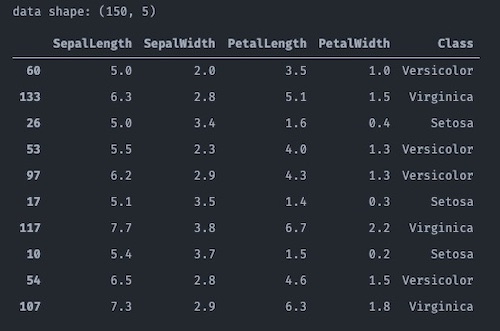 data shape: (150, 5)
SepalLength SepalWidth PetalLength PetalWidth Class
60 5.0 2.0 3.5 1.0 Versicolor
133 6.3 2.8 5.1 1.5 Virginica
26 5.0 3.4 1.6 0.4 Setosa
53 5.5 2.3 4.0 1.3 Versicolor
97 6.2 2.9 4.3 1.3 Versicolor
17 5.1 3.5 1.4 0.3 Setosa
117 7.7 3.8 6.7 2.2 Virginica
10 5.4 3.7 1.5 0.2 Setosa
54 6.5 2.8 4.6 1.5 Versicolor
107 7.3 2.9 6.3 1.8 Virginica